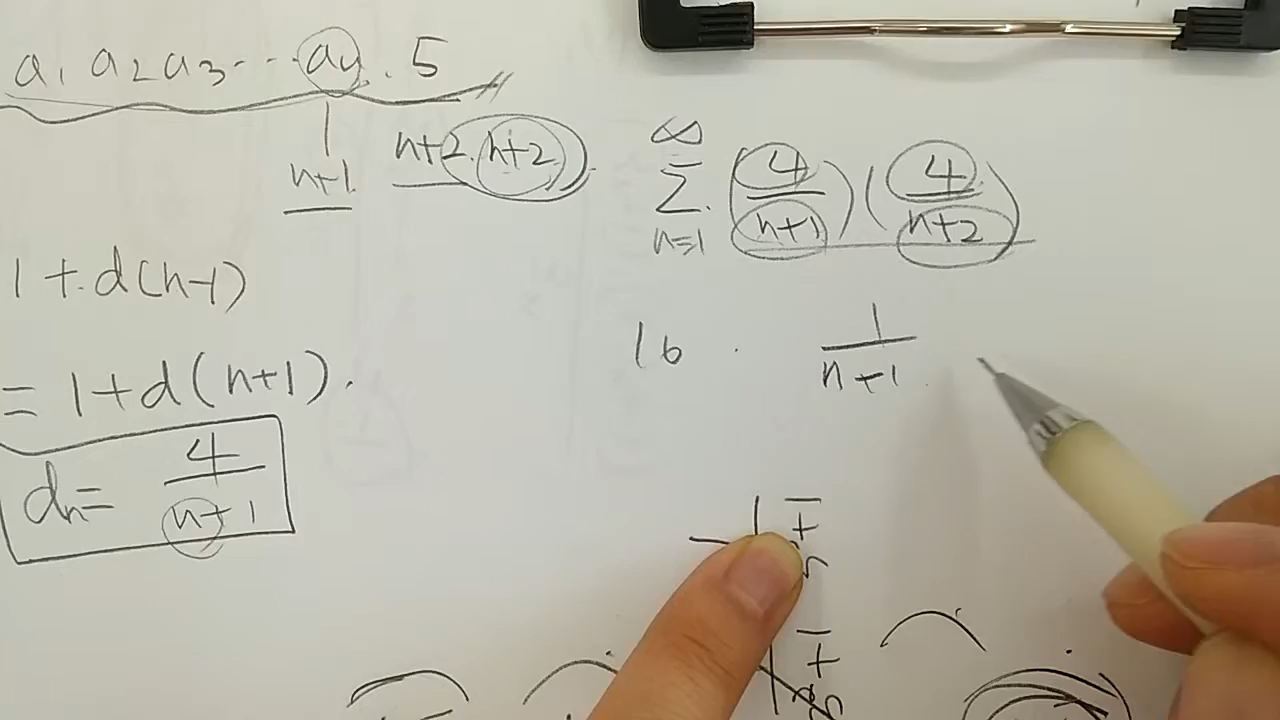 a₁ a₂ a₃ ... aₙ . 5
n+1 n+2. n+2
1 + d(n-1)
= 1+d(n+1).
dₙ = 4/(n+1)
∞ Σ n=1 (4/(n+1)) (4/(n+2))
16 . 1/(n+1)